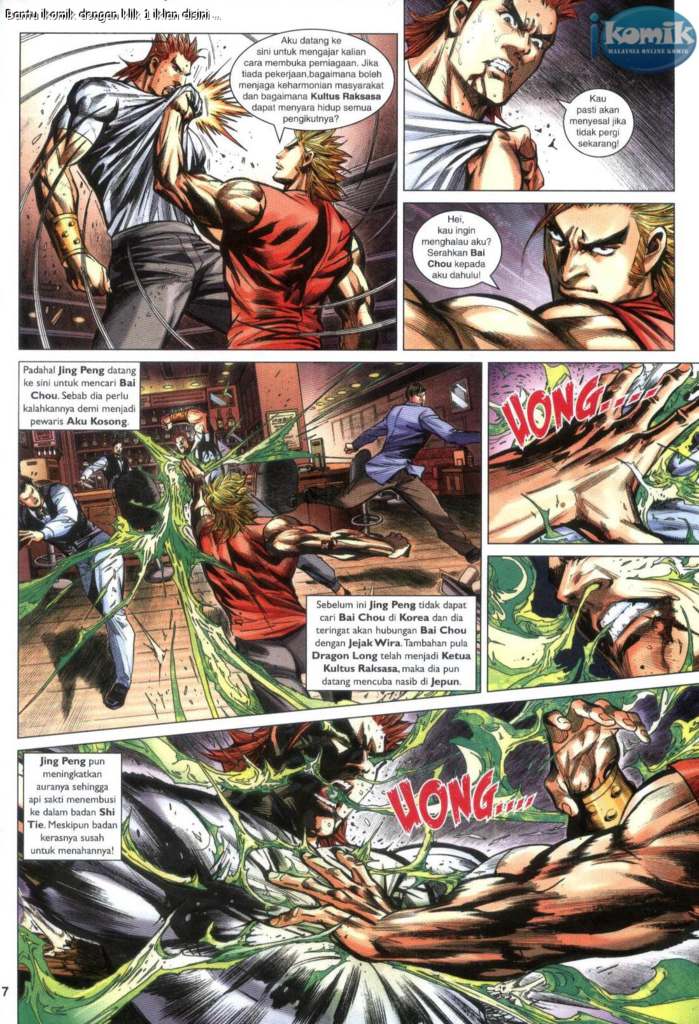 Bantu komik dengan klik 1 iklan disini ...
ikomik
MALAYSIA ONLINE KOMIK
Aku datang ke
sini untuk mengajar kalian
cara membuka perniagaan. Jika
tiada pekerjaan,bagaimana boleh
menjaga keharmonian masyarakat
dan bagaimana Kultus Raksasa
dapat menyara hidup semua
pengikutnya?
Kau
pasti akan
menyesal jika
tidak pergi
sekarang!
Hei,
kau ingin
menghalau aku?
Serahkan Bai
Chou kepada
aku dahulu!
Padahal Jing Peng datang
ke sini untuk mencari Bai
Chou. Sebab dia perlu
kalahkannya demi menjadi
pewaris Aku Kosong.
UONG....
Sebelum ini Jing Peng tidak dapat
cari Bai Chou di Korea dan dia
teringat akan hubungan Bai Chou
dengan Jejak Wira. Tambahan pula
Dragon Long telah menjadi Ketua
Kultus Raksasa, maka dia pun
datang mencuba nasib di Jepun.
Jing Peng pun
meningkatkan
auranya sehingga
api sakti menembusi
ke dalam badan Shi
Tie. Meskipun badan
kerasnya susah
untuk menahannya!
UONG....
7